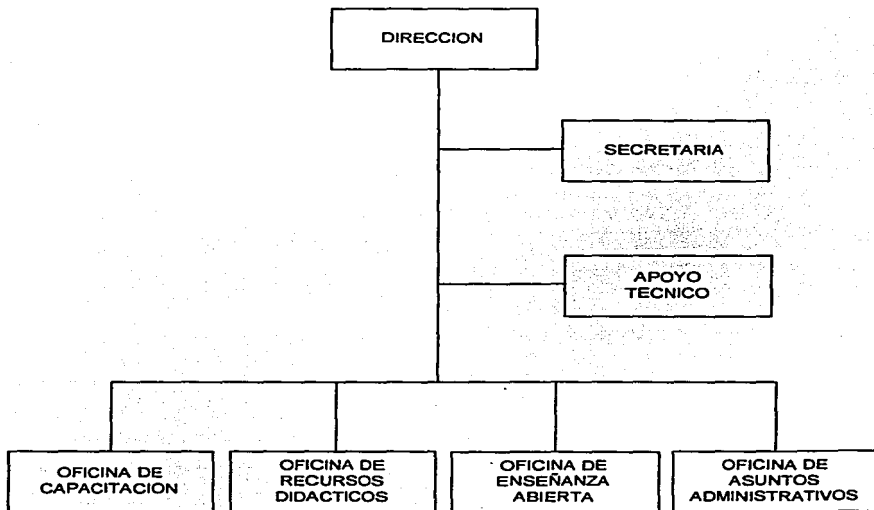 DIRECCION
SECRETARIA
APOYO
TECNICO
OFICINA DE
CAPACITACION
OFICINA DE
RECURSOS
DIDACTICOS
OFICINA DE
ENSEÑANZA
ABIERTA
OFICINA DE
ASUNTOS
ADMINISTRATIVOS